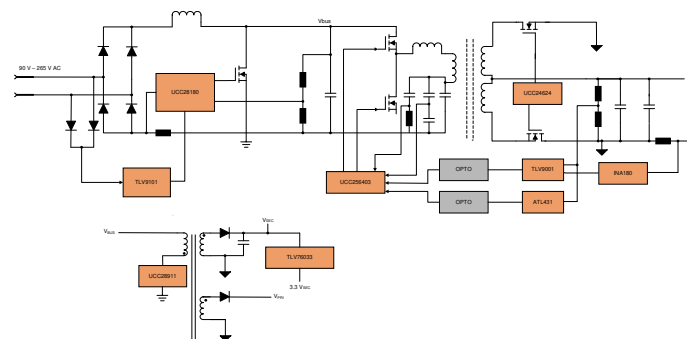 Vbus
90 V – 265 V AC
UCC28180
UCC24624
TLV9101
UCC256403
OPTO
TLV9001
INA180
OPTO
ATL431
VSEC
VBUS
TLV76033
UCC28911
3.3 VSEC
VPRI